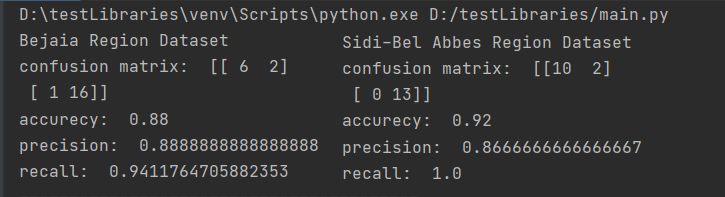 D:\testLibraries\venv\Scripts\python.exe D:/testLibraries/main.py
Bejaia Region Dataset
confusion matrix:  [[ 6  2]
 [ 1 16]]
accurecy:  0.88
precision:  0.8888888888888888
recall:  0.9411764705882353
Sidi-Bel Abbes Region Dataset
confusion matrix:  [[10  2]
 [ 0 13]]
accurecy:  0.92
precision:  0.8666666666666667
recall:  1.0